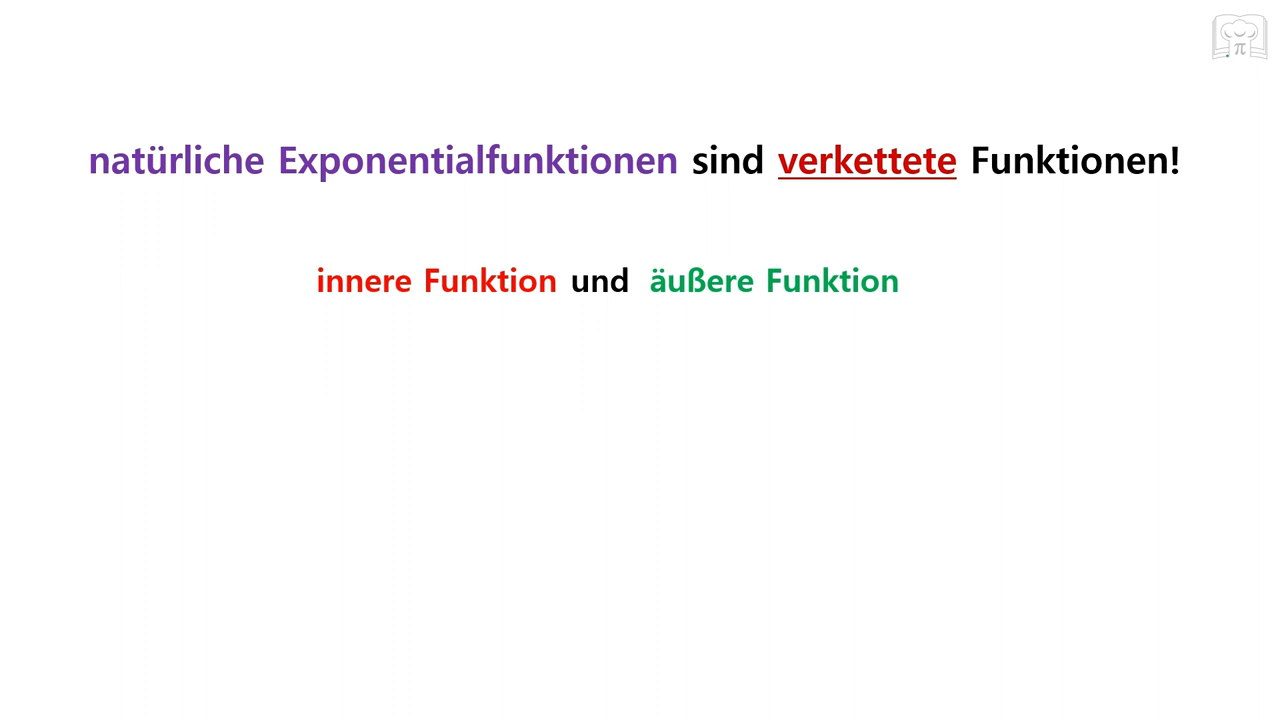 natürliche Exponentialfunktionen sind verkettete Funktionen!
innere Funktion und äußere Funktion
π